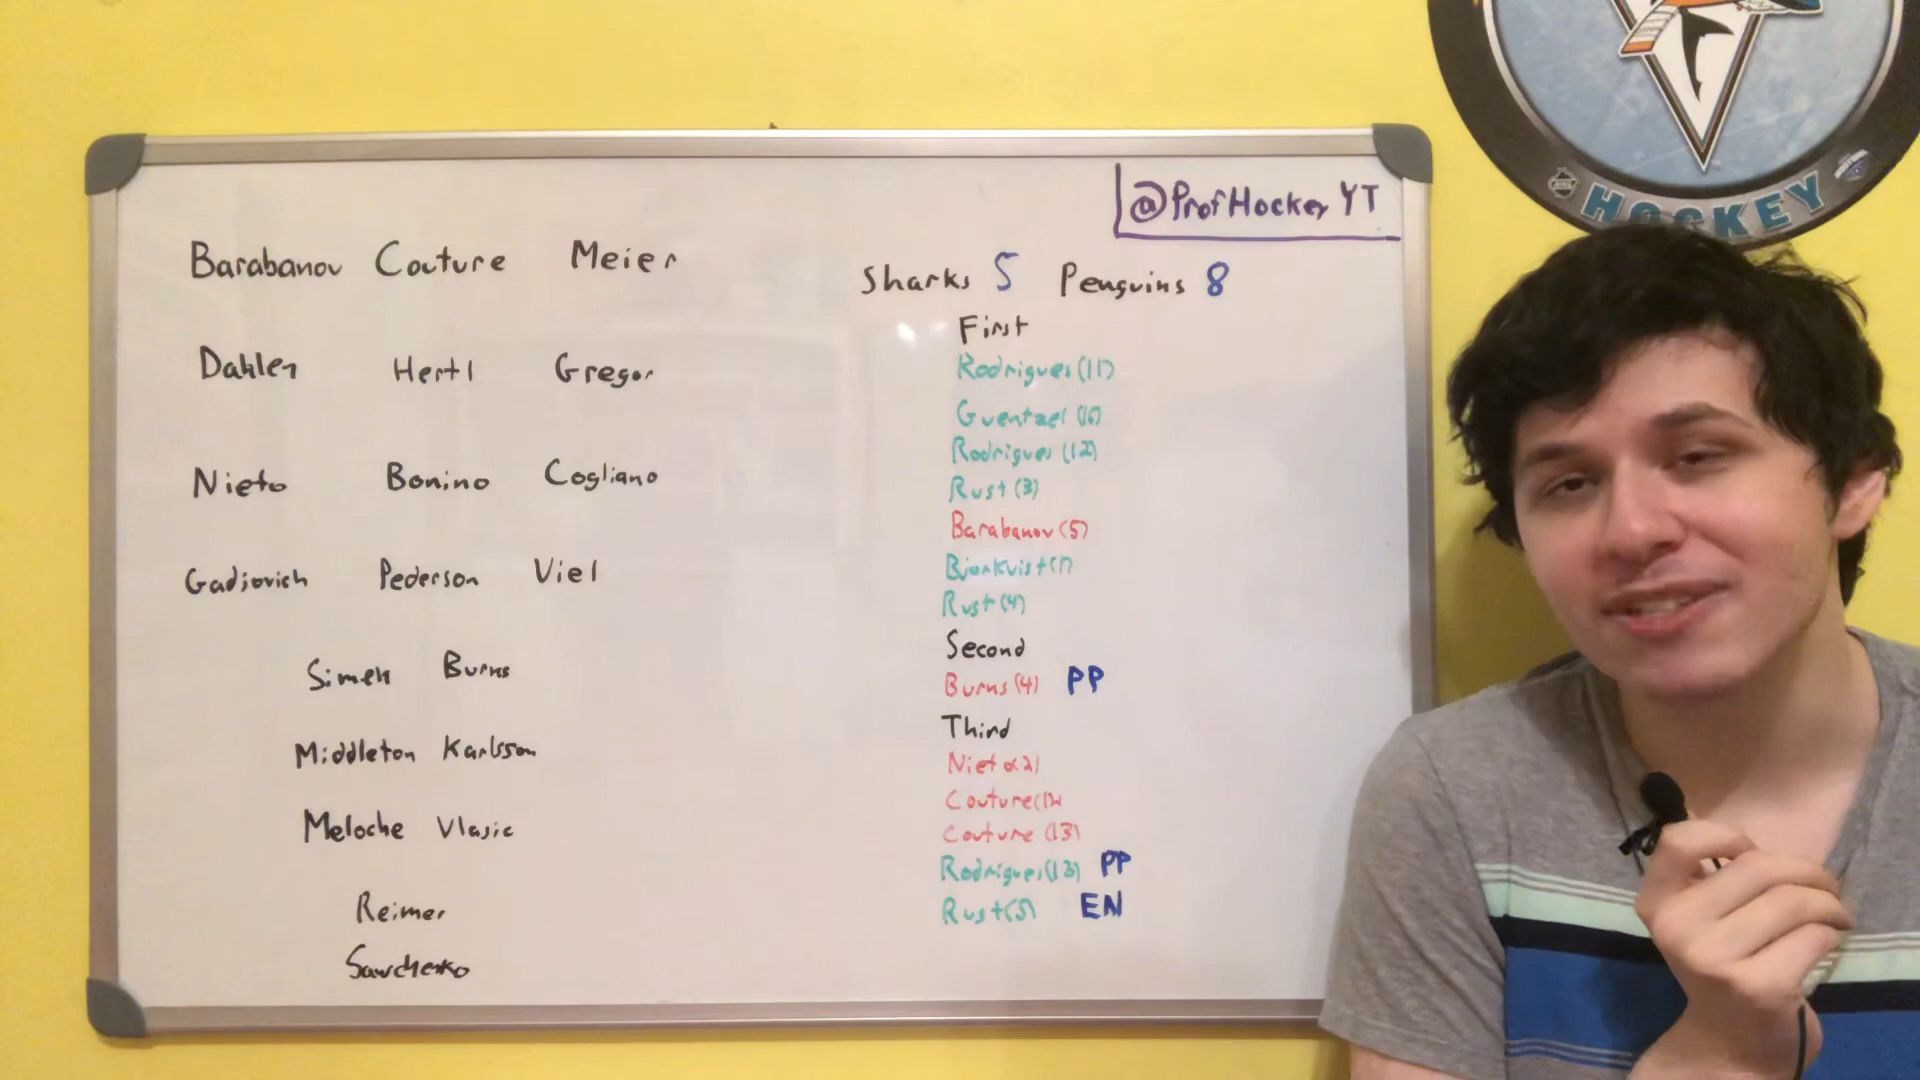 HOCKEY
@ProfHockeyYT
Barabanov Couture Meier
Dahlen Hertl Gregor
Nieto Bonino Cogliano
Gadjovich Pederson Viel
Simek Burns
Middleton Karlsson
Meloche Vlasic
Reimer
Sawchenko
Sharks 5 Penguins 8
First
Rodrigues (11)
Guentzel (16)
Rodrigues (12)
Rust (3)
Barabanov (5)
Bjorkvist (1)
Rust (4)
Second
Burns (4) PP
Third
Nieto (2)
Couture (12
Couture (13)
Rodrigues (13) PP
Rust (5) EN